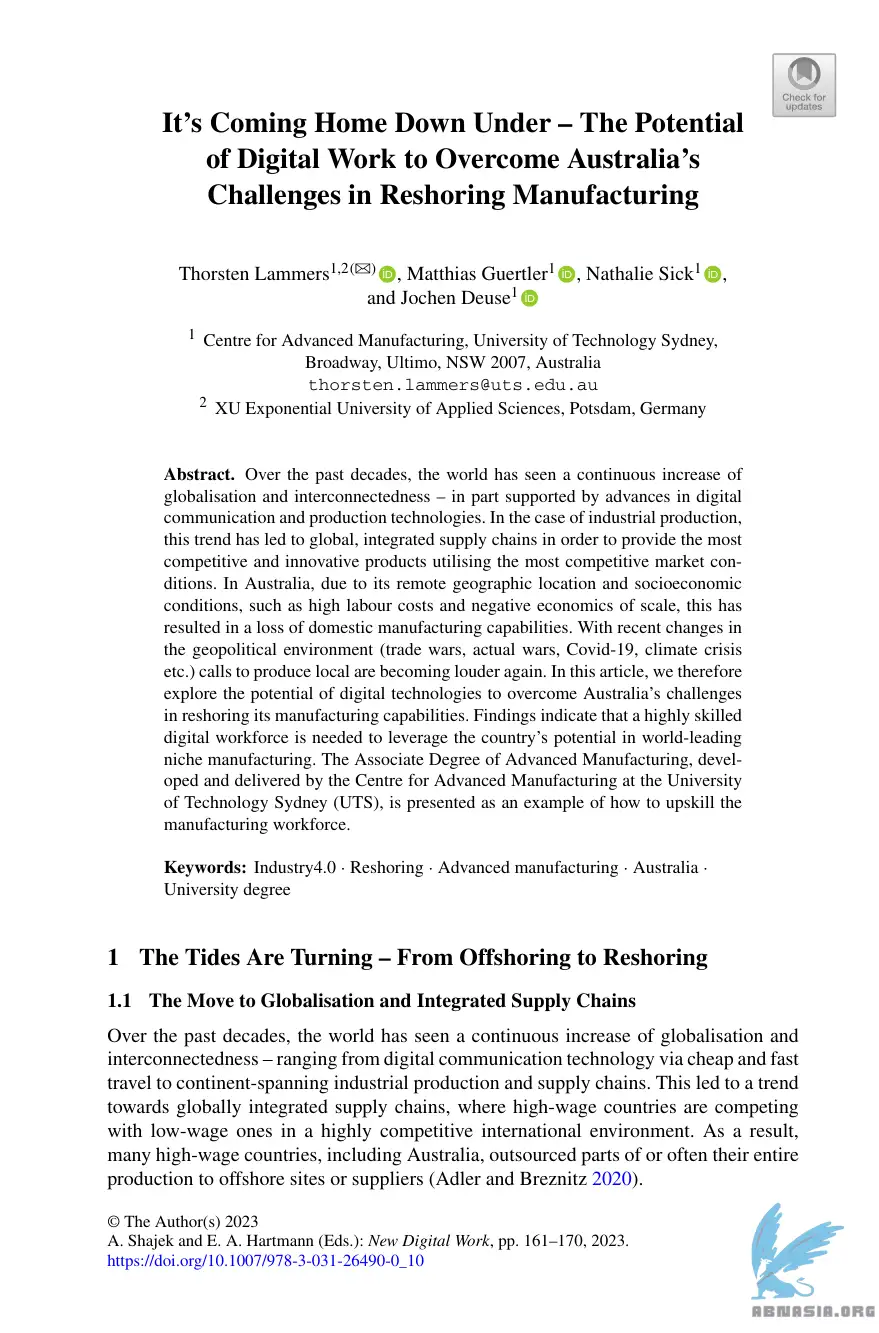 Check for
updates
It's Coming Home Down Under – The Potential
of Digital Work to Overcome Australia's
Challenges in Reshoring Manufacturing
Thorsten Lammers1,2(✉) iD, Matthias Guertler1 iD, Nathalie Sick1 iD,
and Jochen Deuse1 iD
1 Centre for Advanced Manufacturing, University of Technology Sydney,
Broadway, Ultimo, NSW 2007, Australia
thorsten.lammers@uts.edu.au
2 XU Exponential University of Applied Sciences, Potsdam, Germany
Abstract. Over the past decades, the world has seen a continuous increase of
globalisation and interconnectedness – in part supported by advances in digital
communication and production technologies. In the case of industrial production,
this trend has led to global, integrated supply chains in order to provide the most
competitive and innovative products utilising the most competitive market con-
ditions. In Australia, due to its remote geographic location and socioeconomic
conditions, such as high labour costs and negative economics of scale, this has
resulted in a loss of domestic manufacturing capabilities. With recent changes in
the geopolitical environment (trade wars, actual wars, Covid-19, climate crisis
etc.) calls to produce local are becoming louder again. In this article, we therefore
explore the potential of digital technologies to overcome Australia's challenges
in reshoring its manufacturing capabilities. Findings indicate that a highly skilled
digital workforce is needed to leverage the country's potential in world-leading
niche manufacturing. The Associate Degree of Advanced Manufacturing, devel-
oped and delivered by the Centre for Advanced Manufacturing at the University
of Technology Sydney (UTS), is presented as an example of how to upskill the
manufacturing workforce.
Keywords: Industry4.0 · Reshoring · Advanced manufacturing · Australia ·
University degree
1 The Tides Are Turning – From Offshoring to Reshoring
1.1 The Move to Globalisation and Integrated Supply Chains
Over the past decades, the world has seen a continuous increase of globalisation and
interconnectedness – ranging from digital communication technology via cheap and fast
travel to continent-spanning industrial production and supply chains. This led to a trend
towards globally integrated supply chains, where high-wage countries are competing
with low-wage ones in a highly competitive international environment. As a result,
many high-wage countries, including Australia, outsourced parts of or often their entire
production to offshore sites or suppliers (Adler and Breznitz 2020).
© The Author(s) 2023
A. Shajek and E. A. Hartmann (Eds.): New Digital Work, pp. 161–170, 2023.
https://doi.org/10.1007/978-3-031-26490-0_10
ABNASIA.ORG